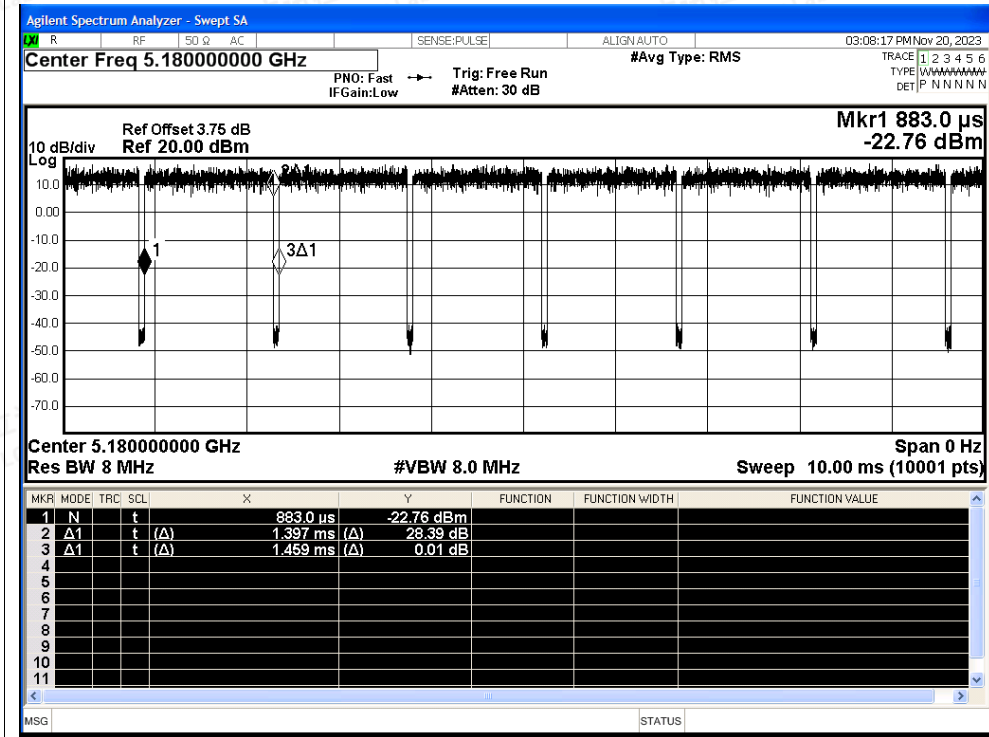 Agilent Spectrum Analyzer - Swept SA
LXI R RF 50 Ω AC SENSE:PULSE ALIGN AUTO 03:08:17 PM Nov 20, 2023
Center Freq 5.180000000 GHz #Avg Type: RMS TRACE 1 2 3 4 5 6
PNO: Fast Trig: Free Run TYPE WWWWWW
IFGain:Low #Atten: 30 dB DET P N N N N N
Mkr1 883.0 µs
Ref Offset 3.75 dB
10 dB/div Ref 20.00 dBm -22.76 dBm
Log
2Δ1
10.0
0.00
-10.0
1 3Δ1
-20.0
-30.0
-40.0
-50.0
-60.0
-70.0
Center 5.180000000 GHz Span 0 Hz
Res BW 8 MHz #VBW 8.0 MHz Sweep 10.00 ms (10001 pts)
MKR MODE TRC SCL X Y FUNCTION FUNCTION WIDTH FUNCTION VALUE
1 N t 883.0 µs -22.76 dBm
2 Δ1 t (Δ) 1.397 ms (Δ) 28.39 dB
3 Δ1 t (Δ) 1.459 ms (Δ) 0.01 dB
4
5
6
7
8
9
10
11
MSG STATUS